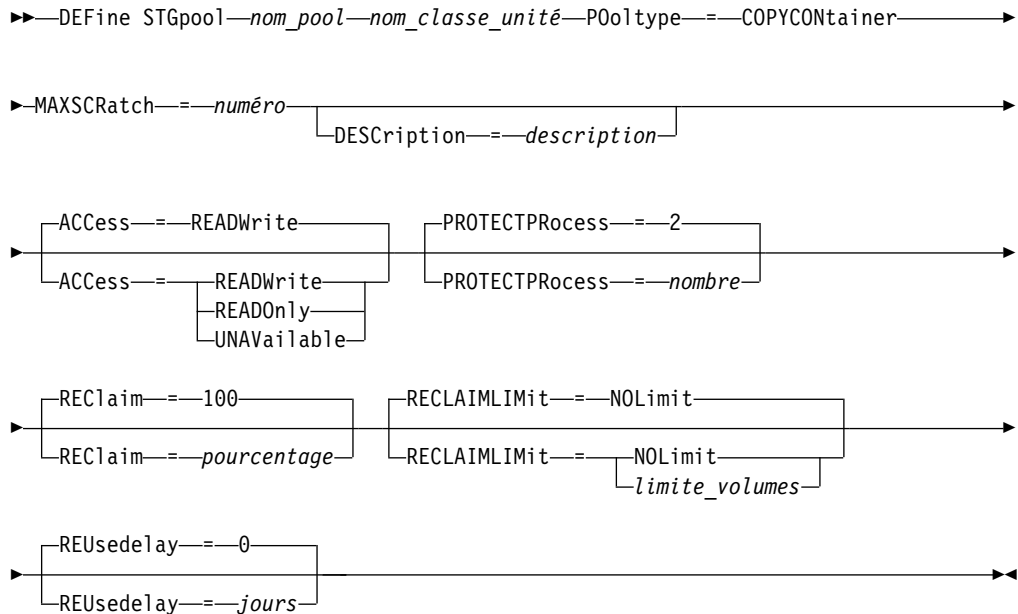 DEFine STGpool nom_pool nom_classe_unité POoltype = COPYCONtainer
MAXSCRatch = numéro
DESCription = description
ACCess = READWrite PROTECTPRocess = 2
ACCess = READWrite PROTECTPRocess = nombre
READOnly
UNAVailable
REClaim = 100 RECLAIMLIMit = NOLimit
REClaim = pourcentage RECLAIMLIMit = NOLimit
limite_volumes
REUsedelay = 0
REUsedelay = jours